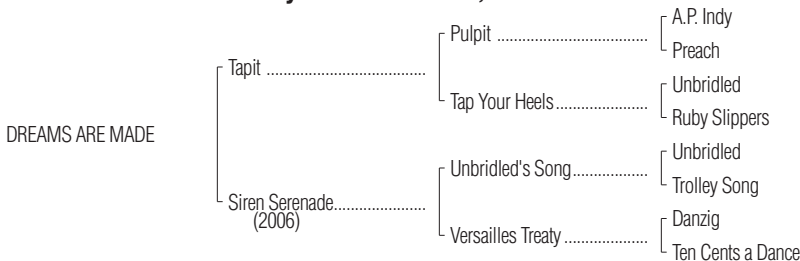 A.P. Indy
Pulpit ....................................
Preach
Tapit ......................................
Unbridled
Tap Your Heels......................
Ruby Slippers
DREAMS ARE MADE
Unbridled
Unbridled's Song..................
Trolley Song
Siren Serenade......................
(2006)
Danzig
Versailles Treaty ....................
Ten Cents a Dance